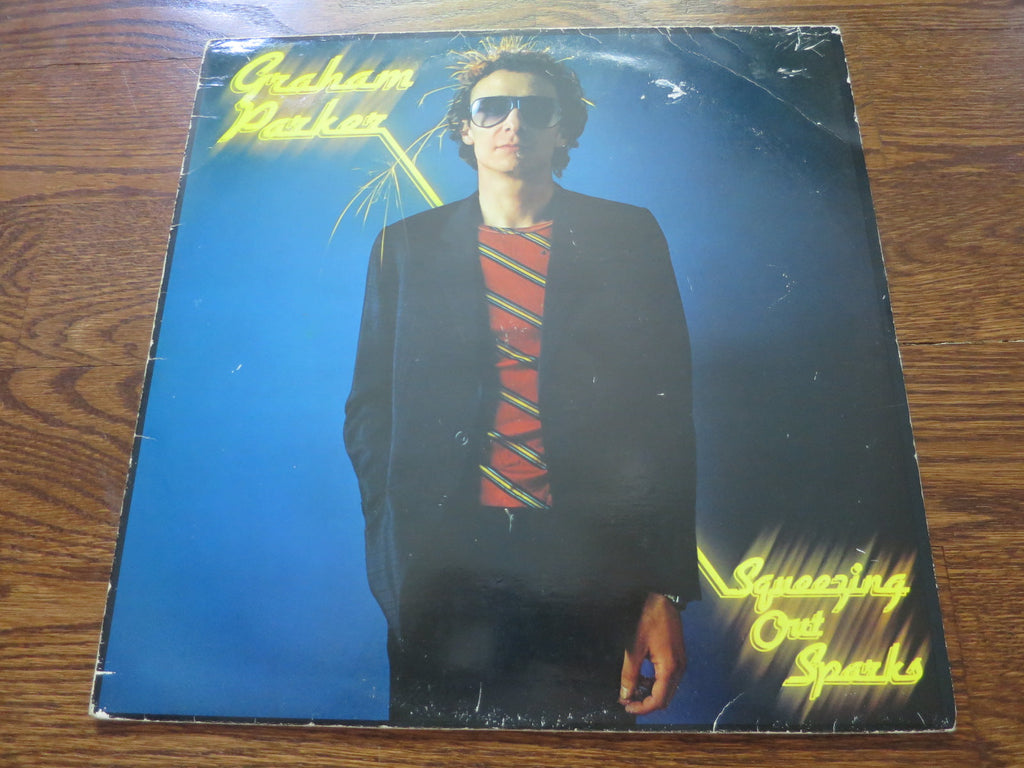 Graham
Parker
Squeezing
Out
Sparks